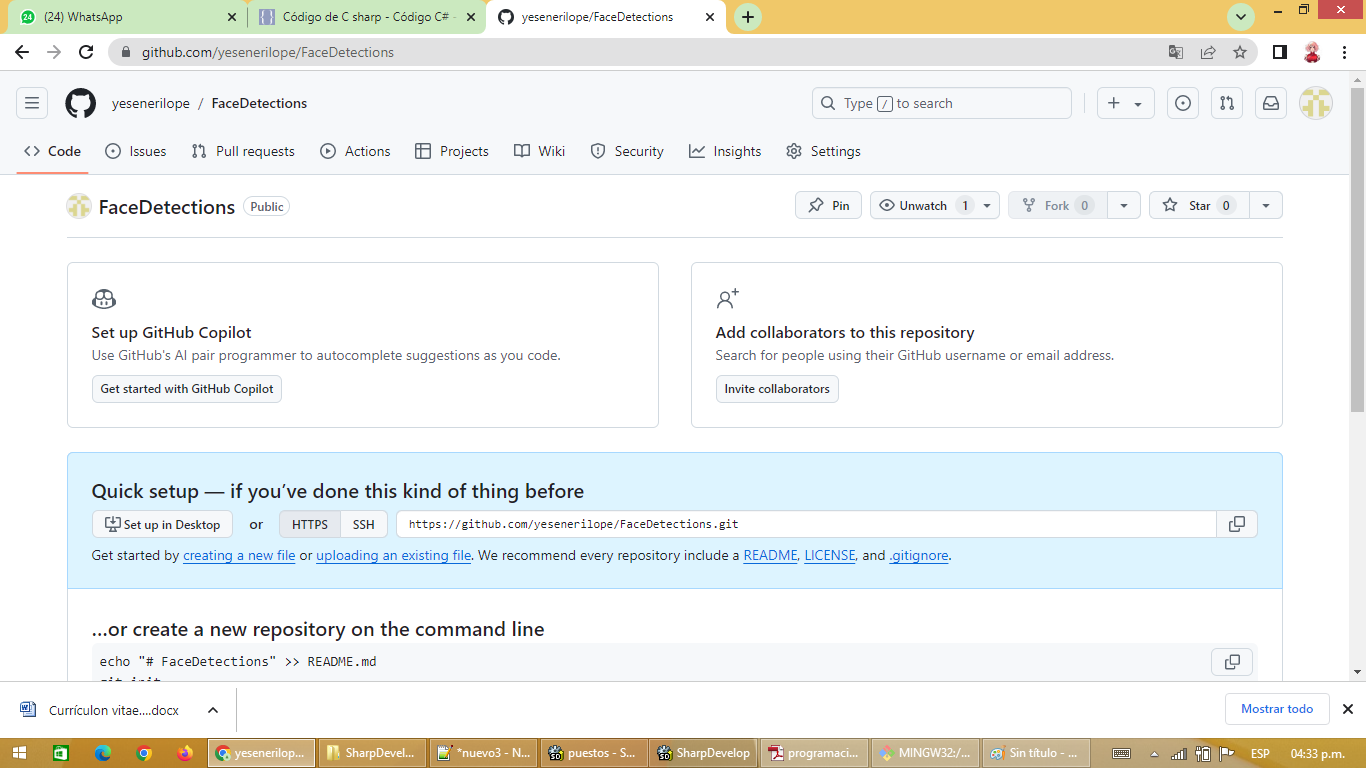 (24) WhatsApp
Código de C sharp - Código C# -
yesenerilope/FaceDetections
github.com/yesenerilope/FaceDetections
yesenerilope / FaceDetections
Type / to search
Code
Issues
Pull requests
Actions
Projects
Wiki
Security
Insights
Settings
FaceDetections Public
Pin
Unwatch 1
Fork 0
Star 0
Set up GitHub Copilot
Use GitHub's AI pair programmer to autocomplete suggestions as you code.
Get started with GitHub Copilot
Add collaborators to this repository
Search for people using their GitHub username or email address.
Invite collaborators
Quick setup — if you've done this kind of thing before
Set up in Desktop or HTTPS SSH https://github.com/yesenerilope/FaceDetections.git
Get started by creating a new file or uploading an existing file. We recommend every repository include a README, LICENSE, and .gitignore.
...or create a new repository on the command line
echo "# FaceDetections" >> README.md
git init
Currículon vitae....docx
Mostrar todo
yesenerilop...
SharpDevel...
*nuevo3 - N...
puestos - S...
SharpDevelop
programaci...
MINGW32:/...
Sin título - ...
ESP
04:33 p.m.